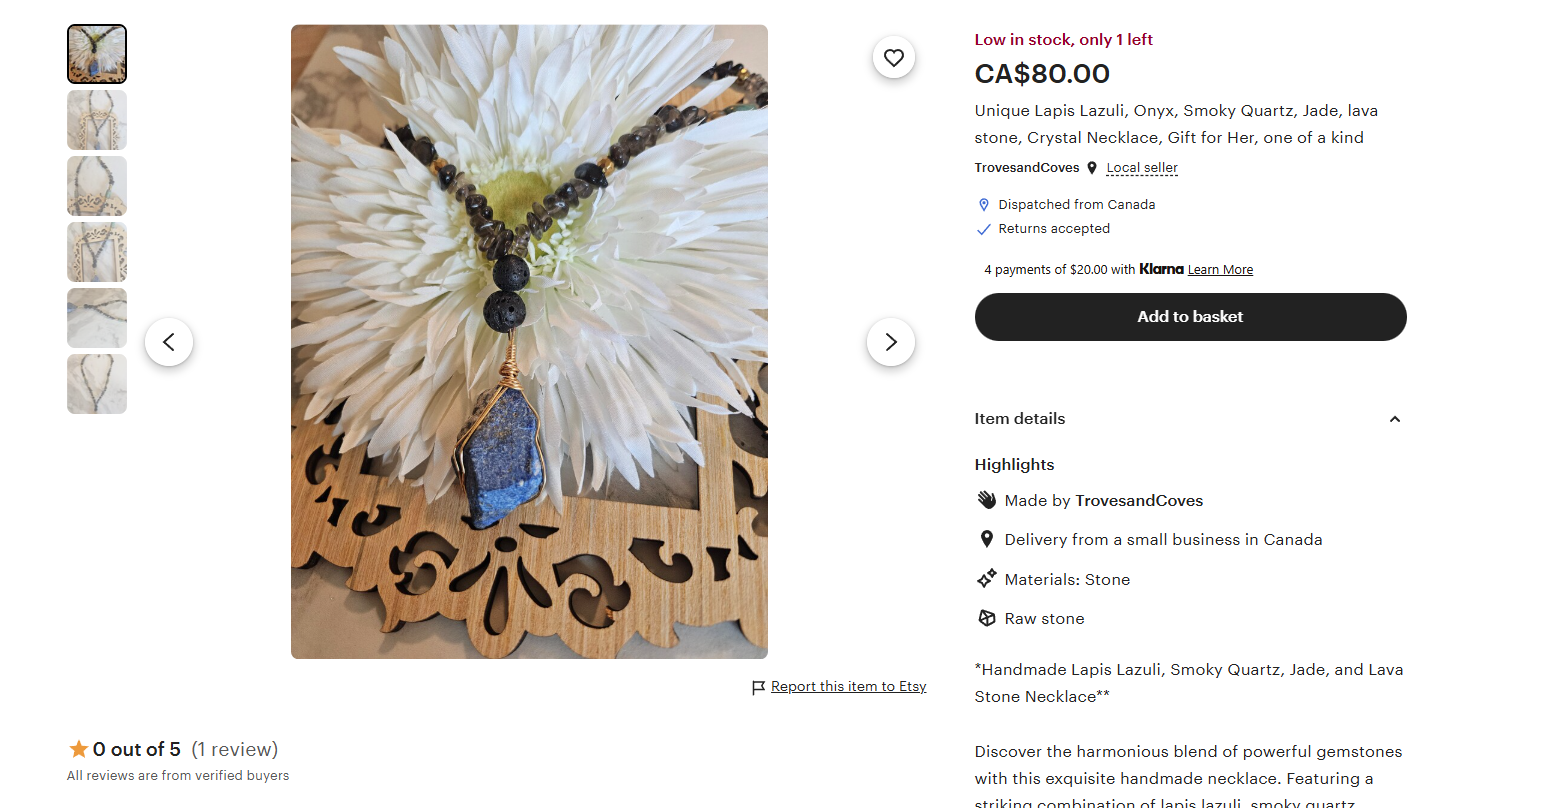 Low in stock, only 1 left
CA$80.00
Unique Lapis Lazuli, Onyx, Smoky Quartz, Jade, lava
stone, Crystal Necklace, Gift for Her, one of a kind
TrovesandCoves Local seller
Dispatched from Canada
Returns accepted
4 payments of $20.00 with Klarna Learn More
Add to basket
Item details
Highlights
Made by TrovesandCoves
Delivery from a small business in Canada
Materials: Stone
Raw stone
*Handmade Lapis Lazuli, Smoky Quartz, Jade, and Lava
Stone Necklace**
Discover the harmonious blend of powerful gemstones
with this exquisite handmade necklace. Featuring a
striking combination of lapis lazuli, smoky quartz,
Report this item to Etsy
0 out of 5 (1 review)
All reviews are from verified buyers